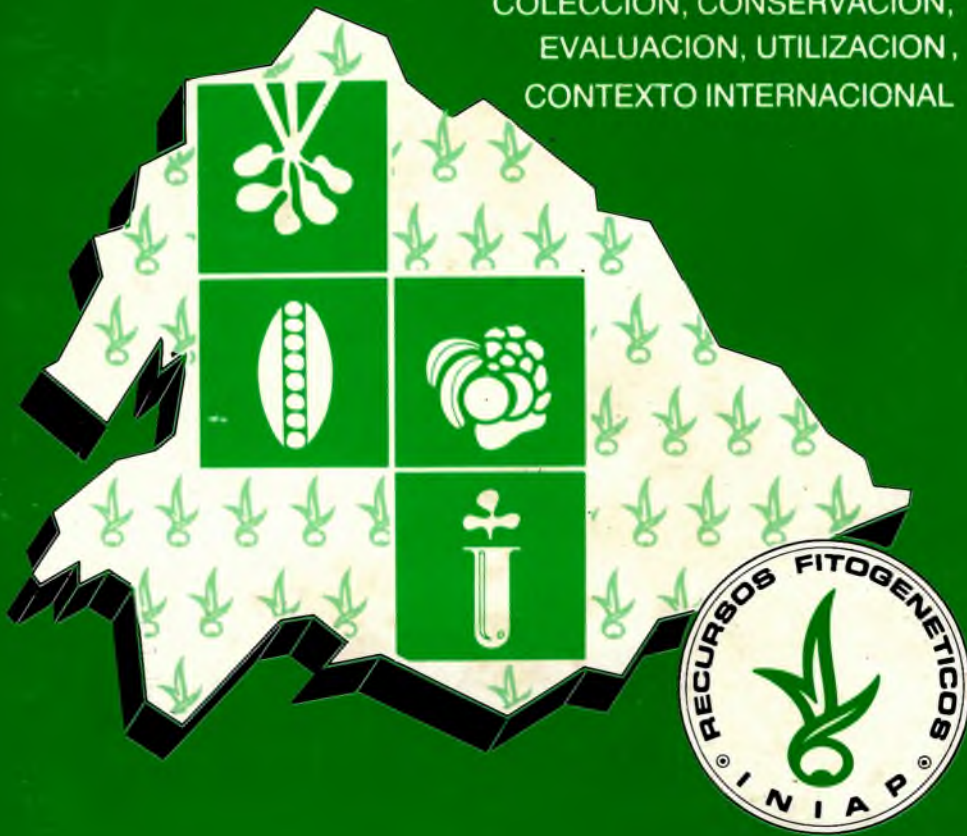 COLECCION, CONSERVACION,
EVALUACION, UTILIZACION,
CONTEXTO INTERNACIONAL
RECURSOS FITOGENETICOS
INIAP